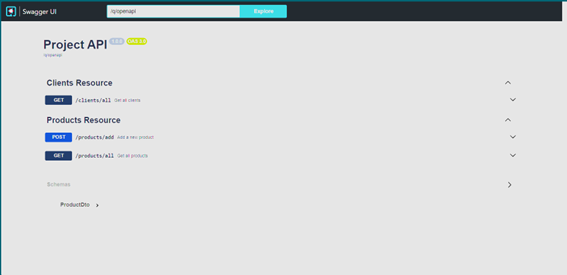 Swagger UI
/q/openapi
Explore
Project API 1.0.0 OAS 3.0
/q/openapi
Clients Resource
GET /clients/all Get all clients
Products Resource
POST /products/add Add a new product
GET /products/all Get all products
Schemas
ProductDto